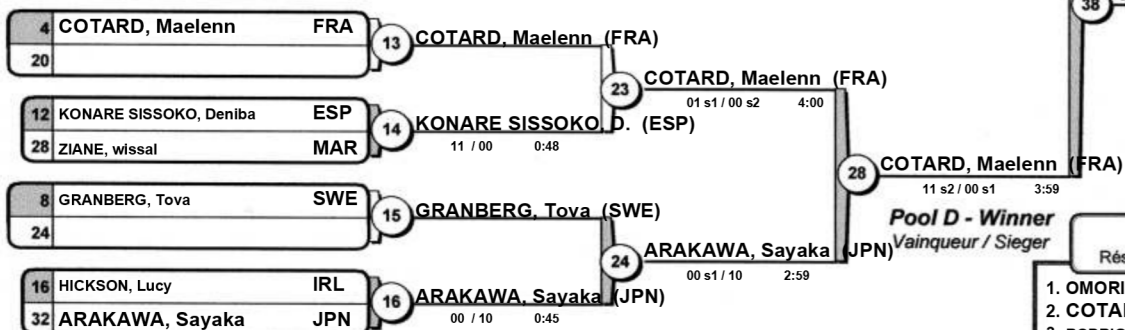 38
4 COTARD, Maelenn FRA
20
13 COTARD, Maelenn (FRA)
12 KONARE SISSOKO, Deniba ESP
28 ZIANE, wissal MAR
14 KONARE SISSOKO, D. (ESP)
11 / 00 0:48
23 COTARD, Maelenn (FRA)
01 s1 / 00 s2 4:00
8 GRANBERG, Tova SWE
24
15 GRANBERG, Tova (SWE)
16 HICKSON, Lucy IRL
32 ARAKAWA, Sayaka JPN
16 ARAKAWA, Sayaka (JPN)
00 / 10 0:45
24 ARAKAWA, Sayaka (JPN)
00 s1 / 10 2:59
28 COTARD, Maelenn (FRA)
11 s2 / 00 s1 3:59
Pool D - Winner
Vainqueur / Sieger
Rés
1. OMORI
2. COTA